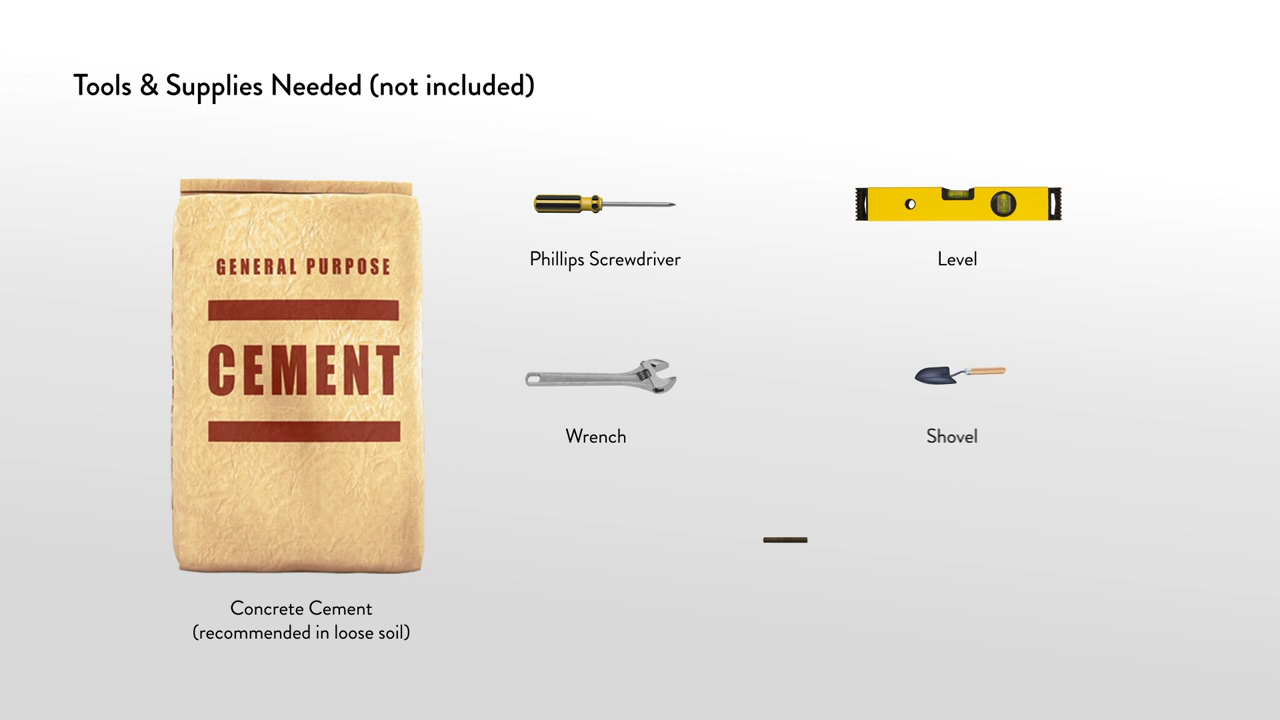 Tools & Supplies Needed (not included)
GENERAL PURPOSE
CEMENT
Concrete Cement
(recommended in loose soil)
Phillips Screwdriver
Level
Wrench
Shovel